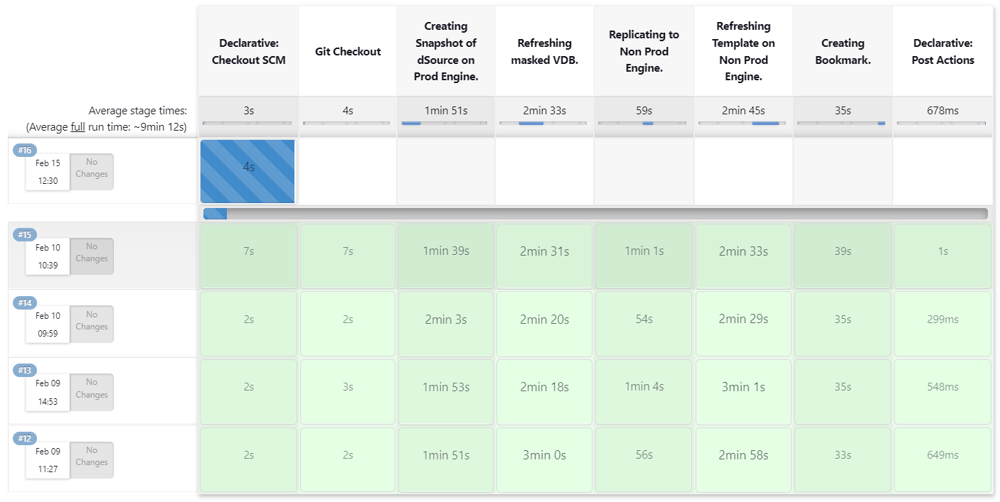 Declarative:
Checkout SCM
Git Checkout
Creating
Snapshot of
dSource on
Prod Engine.
Refreshing
masked VDB.
Replicating to
Non Prod
Engine.
Refreshing
Template on
Non Prod
Engine.
Creating
Bookmark.
Declarative:
Post Actions
Average stage times:
(Average full run time: ~9min 12s)
3s
4s
1min 51s
2min 33s
59s
2min 45s
35s
678ms
#16
Feb 15
12:30
No
Changes
4s
#15
Feb 10
10:39
No
Changes
7s
7s
1min 39s
2min 31s
1min 1s
2min 33s
39s
1s
#14
Feb 10
09:59
No
Changes
2s
2s
2min 3s
2min 20s
54s
2min 29s
35s
299ms
#13
Feb 09
14:53
No
Changes
2s
3s
1min 53s
2min 18s
1min 4s
3min 1s
35s
548ms
#12
Feb 09
11:27
No
Changes
2s
2s
1min 51s
3min 0s
56s
2min 58s
33s
649ms